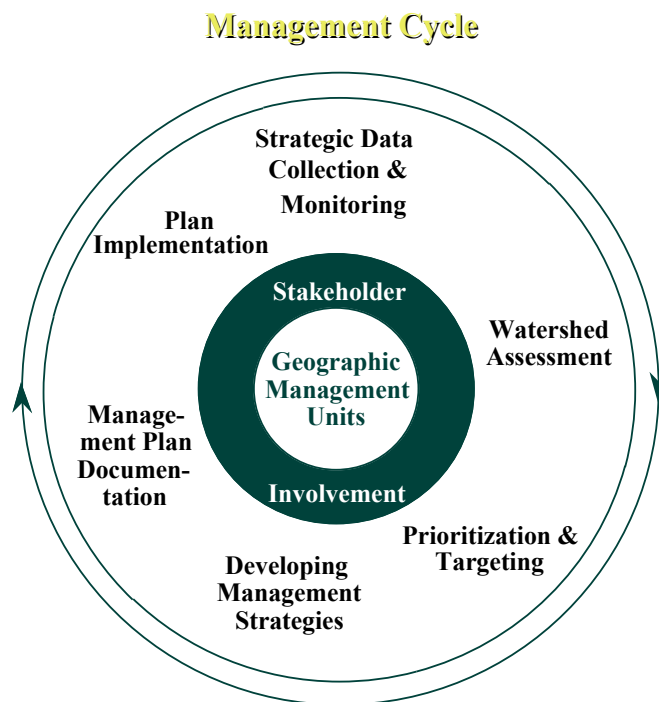 Management Cycle
Strategic Data
Collection &
Monitoring
Plan
Implementation
Stakeholder
Watershed
Assessment
Geographic
Management
Units
Manage-
ment Plan
Documen-
tation
Involvement
Prioritization &
Targeting
Developing
Management
Strategies